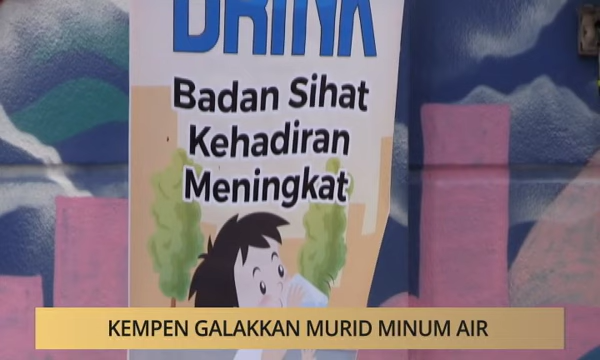 DRINK
Badan Sihat
Kehadiran
Meningkat
KEMPEN GALAKKAN MURID MINUM AIR